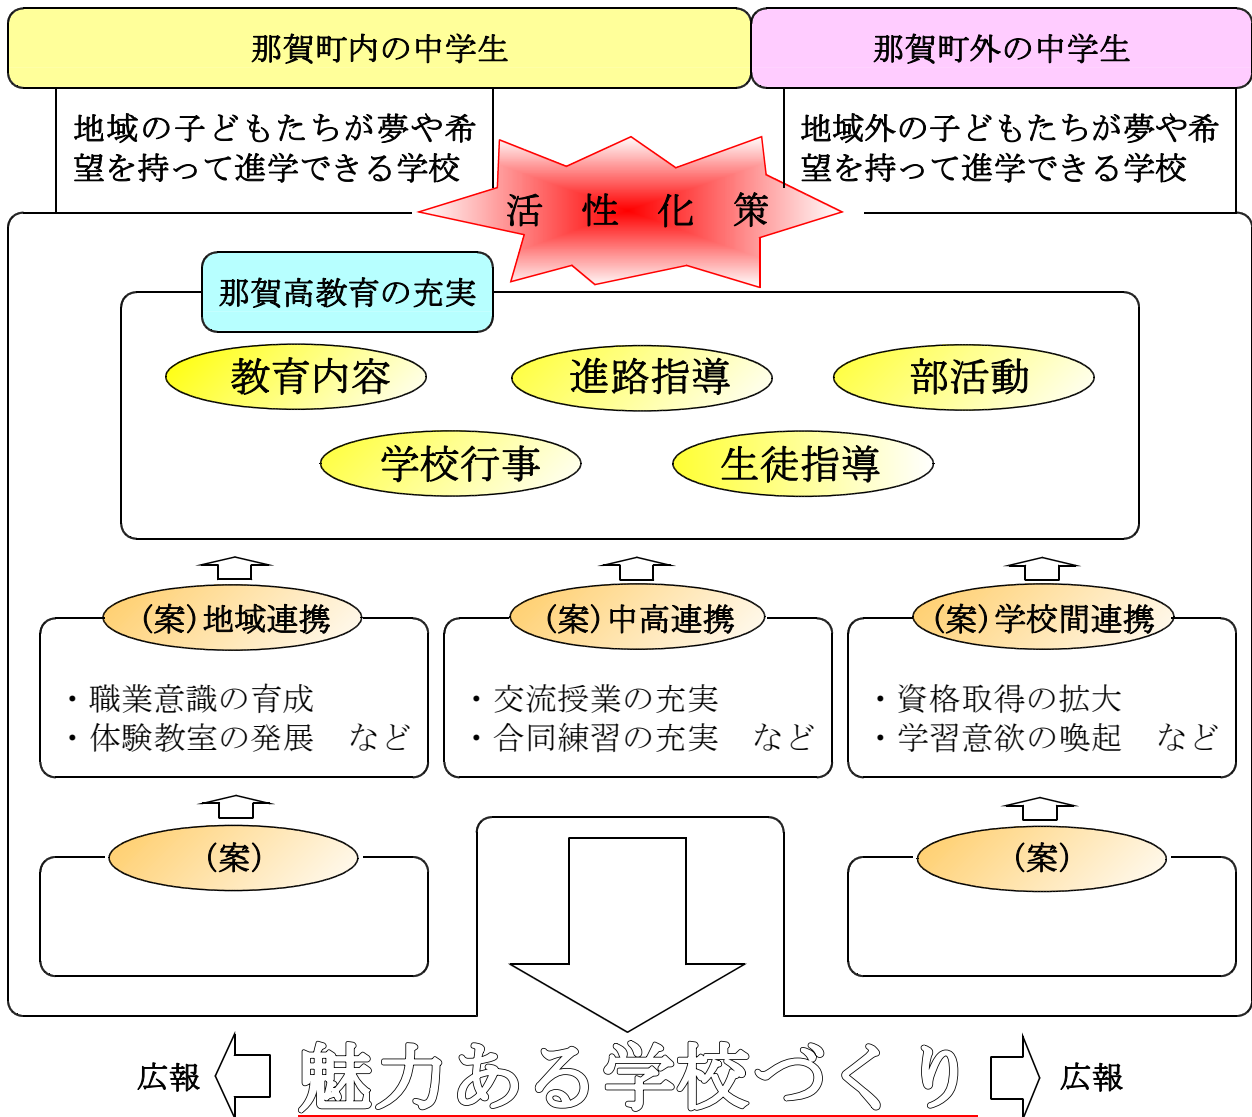 那賀町内の中学生
那賀町外の中学生
地域の子どもたちが夢や希
望を持って進学できる学校
地域外の子どもたちが夢や希
望を持って進学できる学校
活 性 化 策
那賀高教育の充実
教育内容
進路指導
部活動
学校行事
生徒指導
(案)地域連携
・職業意識の育成
・体験教室の発展 など
(案)中高連携
・交流授業の充実
・合同練習の充実 など
(案)学校間連携
・資格取得の拡大
・学習意欲の喚起 など
(案)
(案)
広報
魅力ある学校づくり
広報